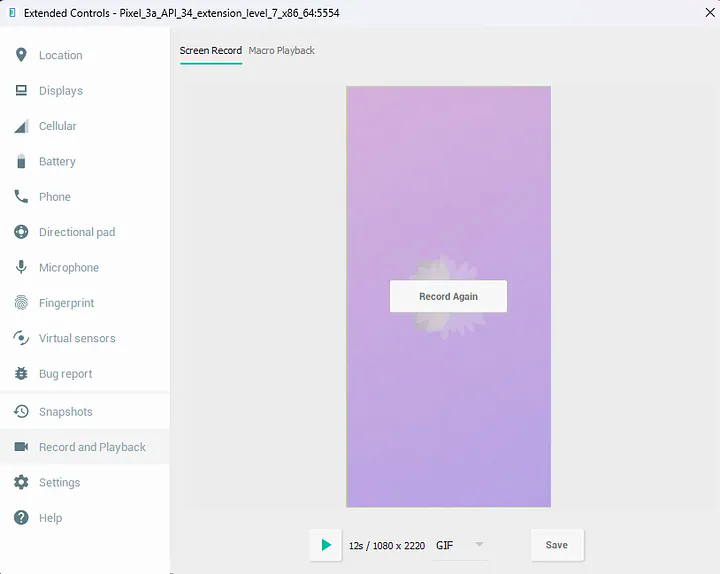 Extended Controls - Pixel_3a_API_34_extension_level_7_x86_64:5554
Location
Displays
Cellular
Battery
Phone
Directional pad
Microphone
Fingerprint
Virtual sensors
Bug report
Snapshots
Record and Playback
Settings
Help
Screen Record Macro Playback
Record Again
12s / 1080 x 2220 GIF Save